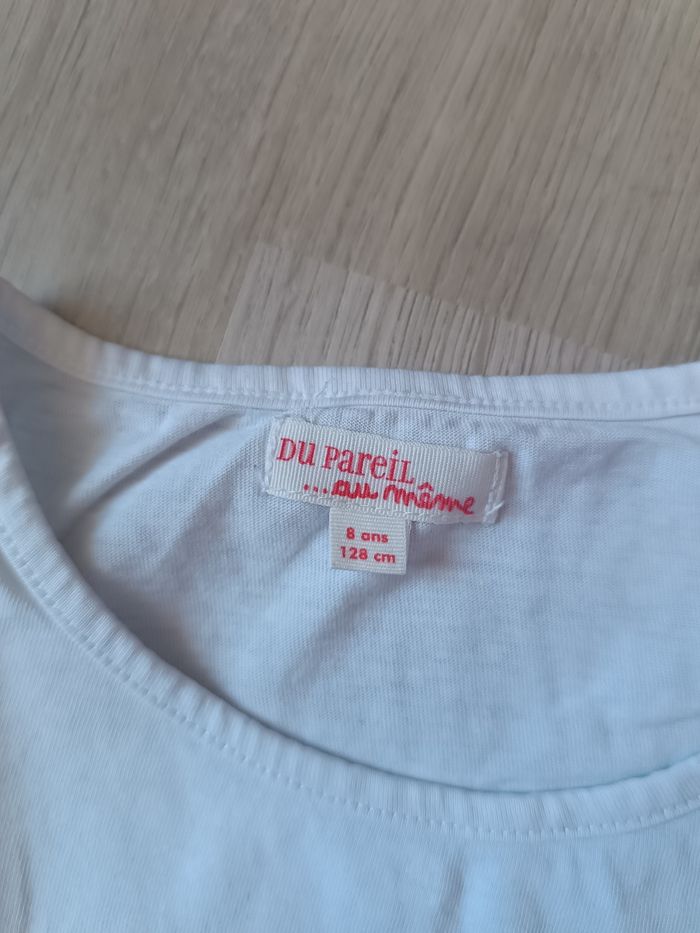 DU PAREIL
...au même
8 ans
128 cm